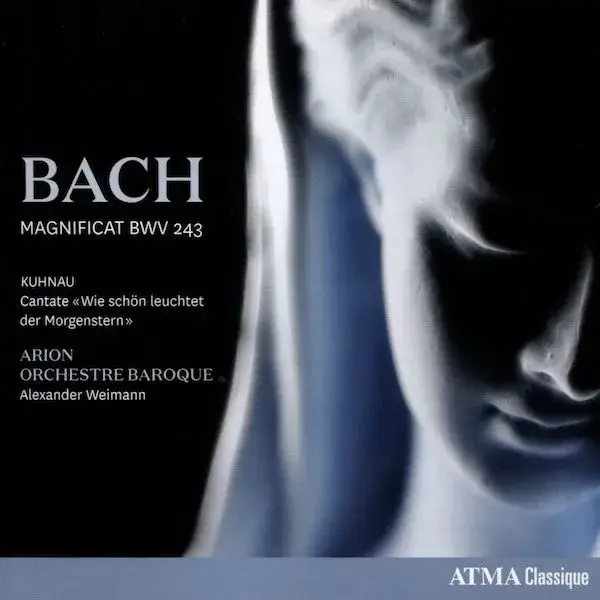 BACH
MAGNIFICAT BWV 243
KUHNAU
Cantate «Wie schön leuchtet
der Morgenstern»
ARION
ORCHESTRE BAROQUE
Alexander Weimann
ATMA Classique